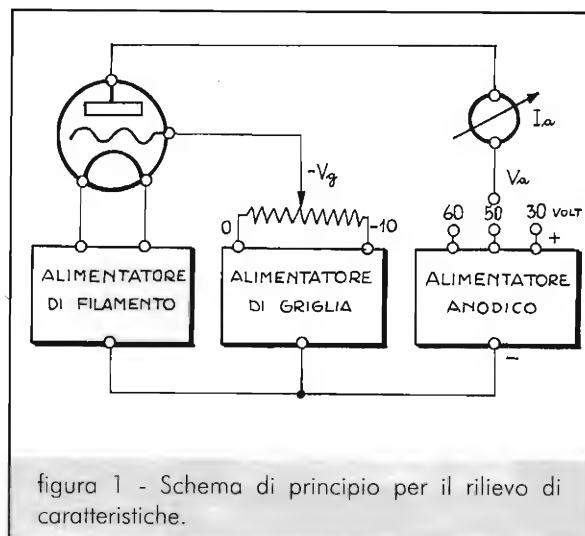 Ia
-Vg
Va
0
-10
60
50
30 VOLT
+
ALIMENTATORE
DI FILAMENTO
ALIMENTATORE
DI GRIGLIA
ALIMENTATORE
ANODICO
-
figura 1 - Schema di principio per il rilievo di
caratteristiche.